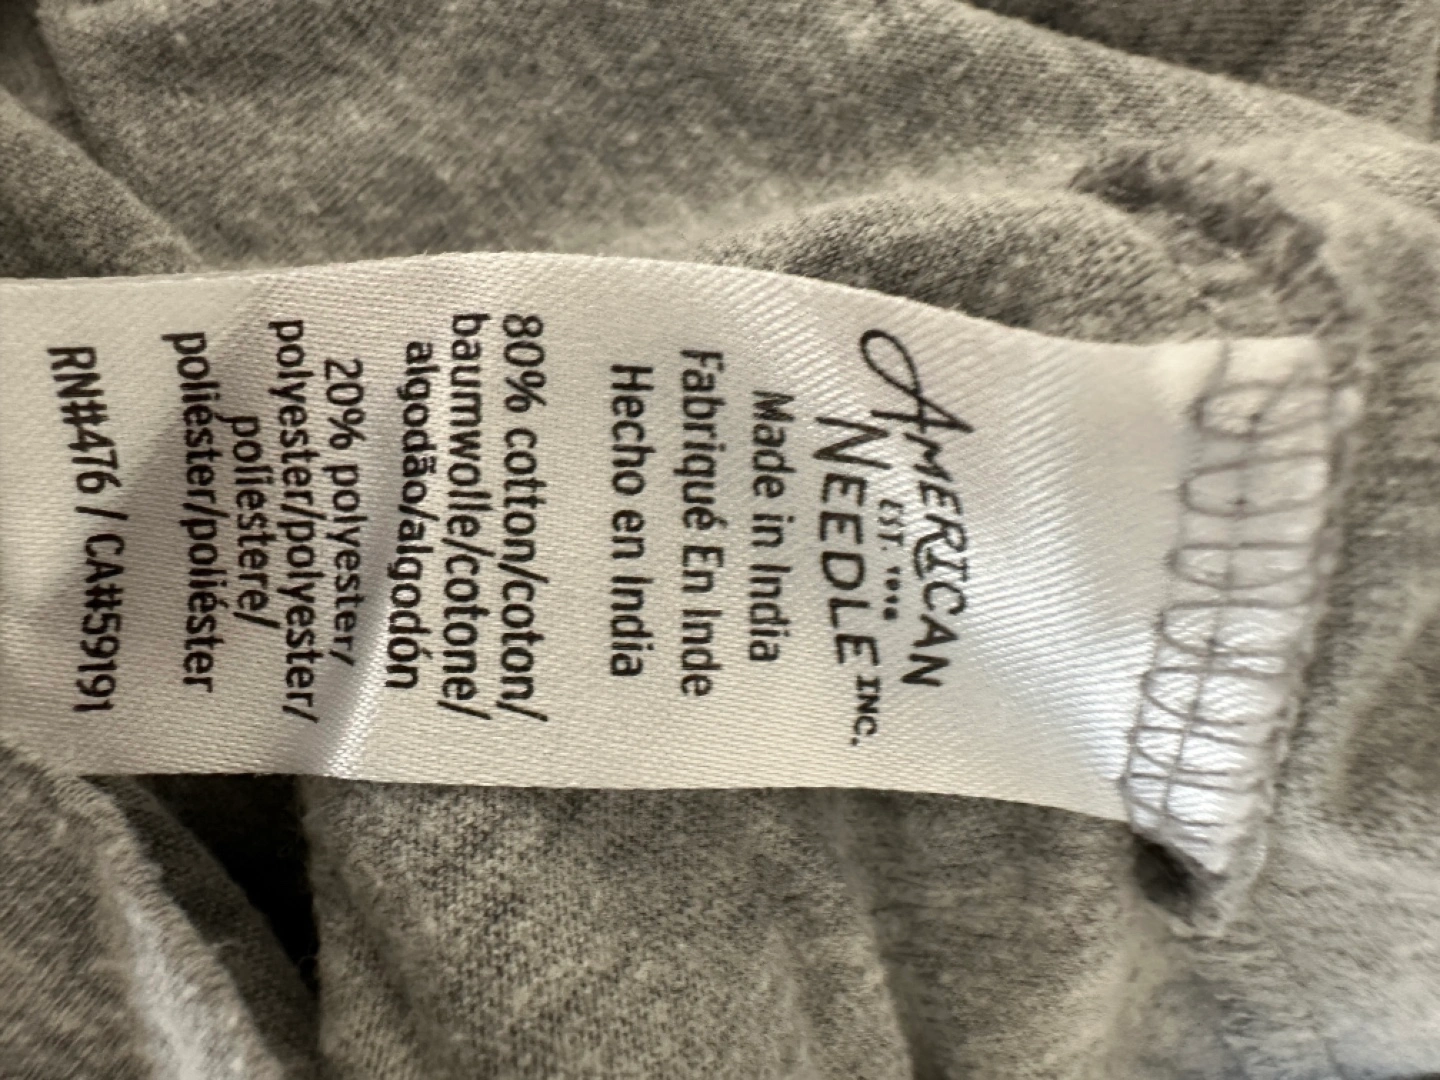 AMERICAN
EST. 1918
NEEDLE INC.
Made in India
Fabriqué En Inde
Hecho en India
80% cotton/coton/
baumwolle/cotone/
algodão/algodón
20% polyester/
polyester/polyester/
poliestere/
poliéster/poliéster
RN#476 / CA#59191